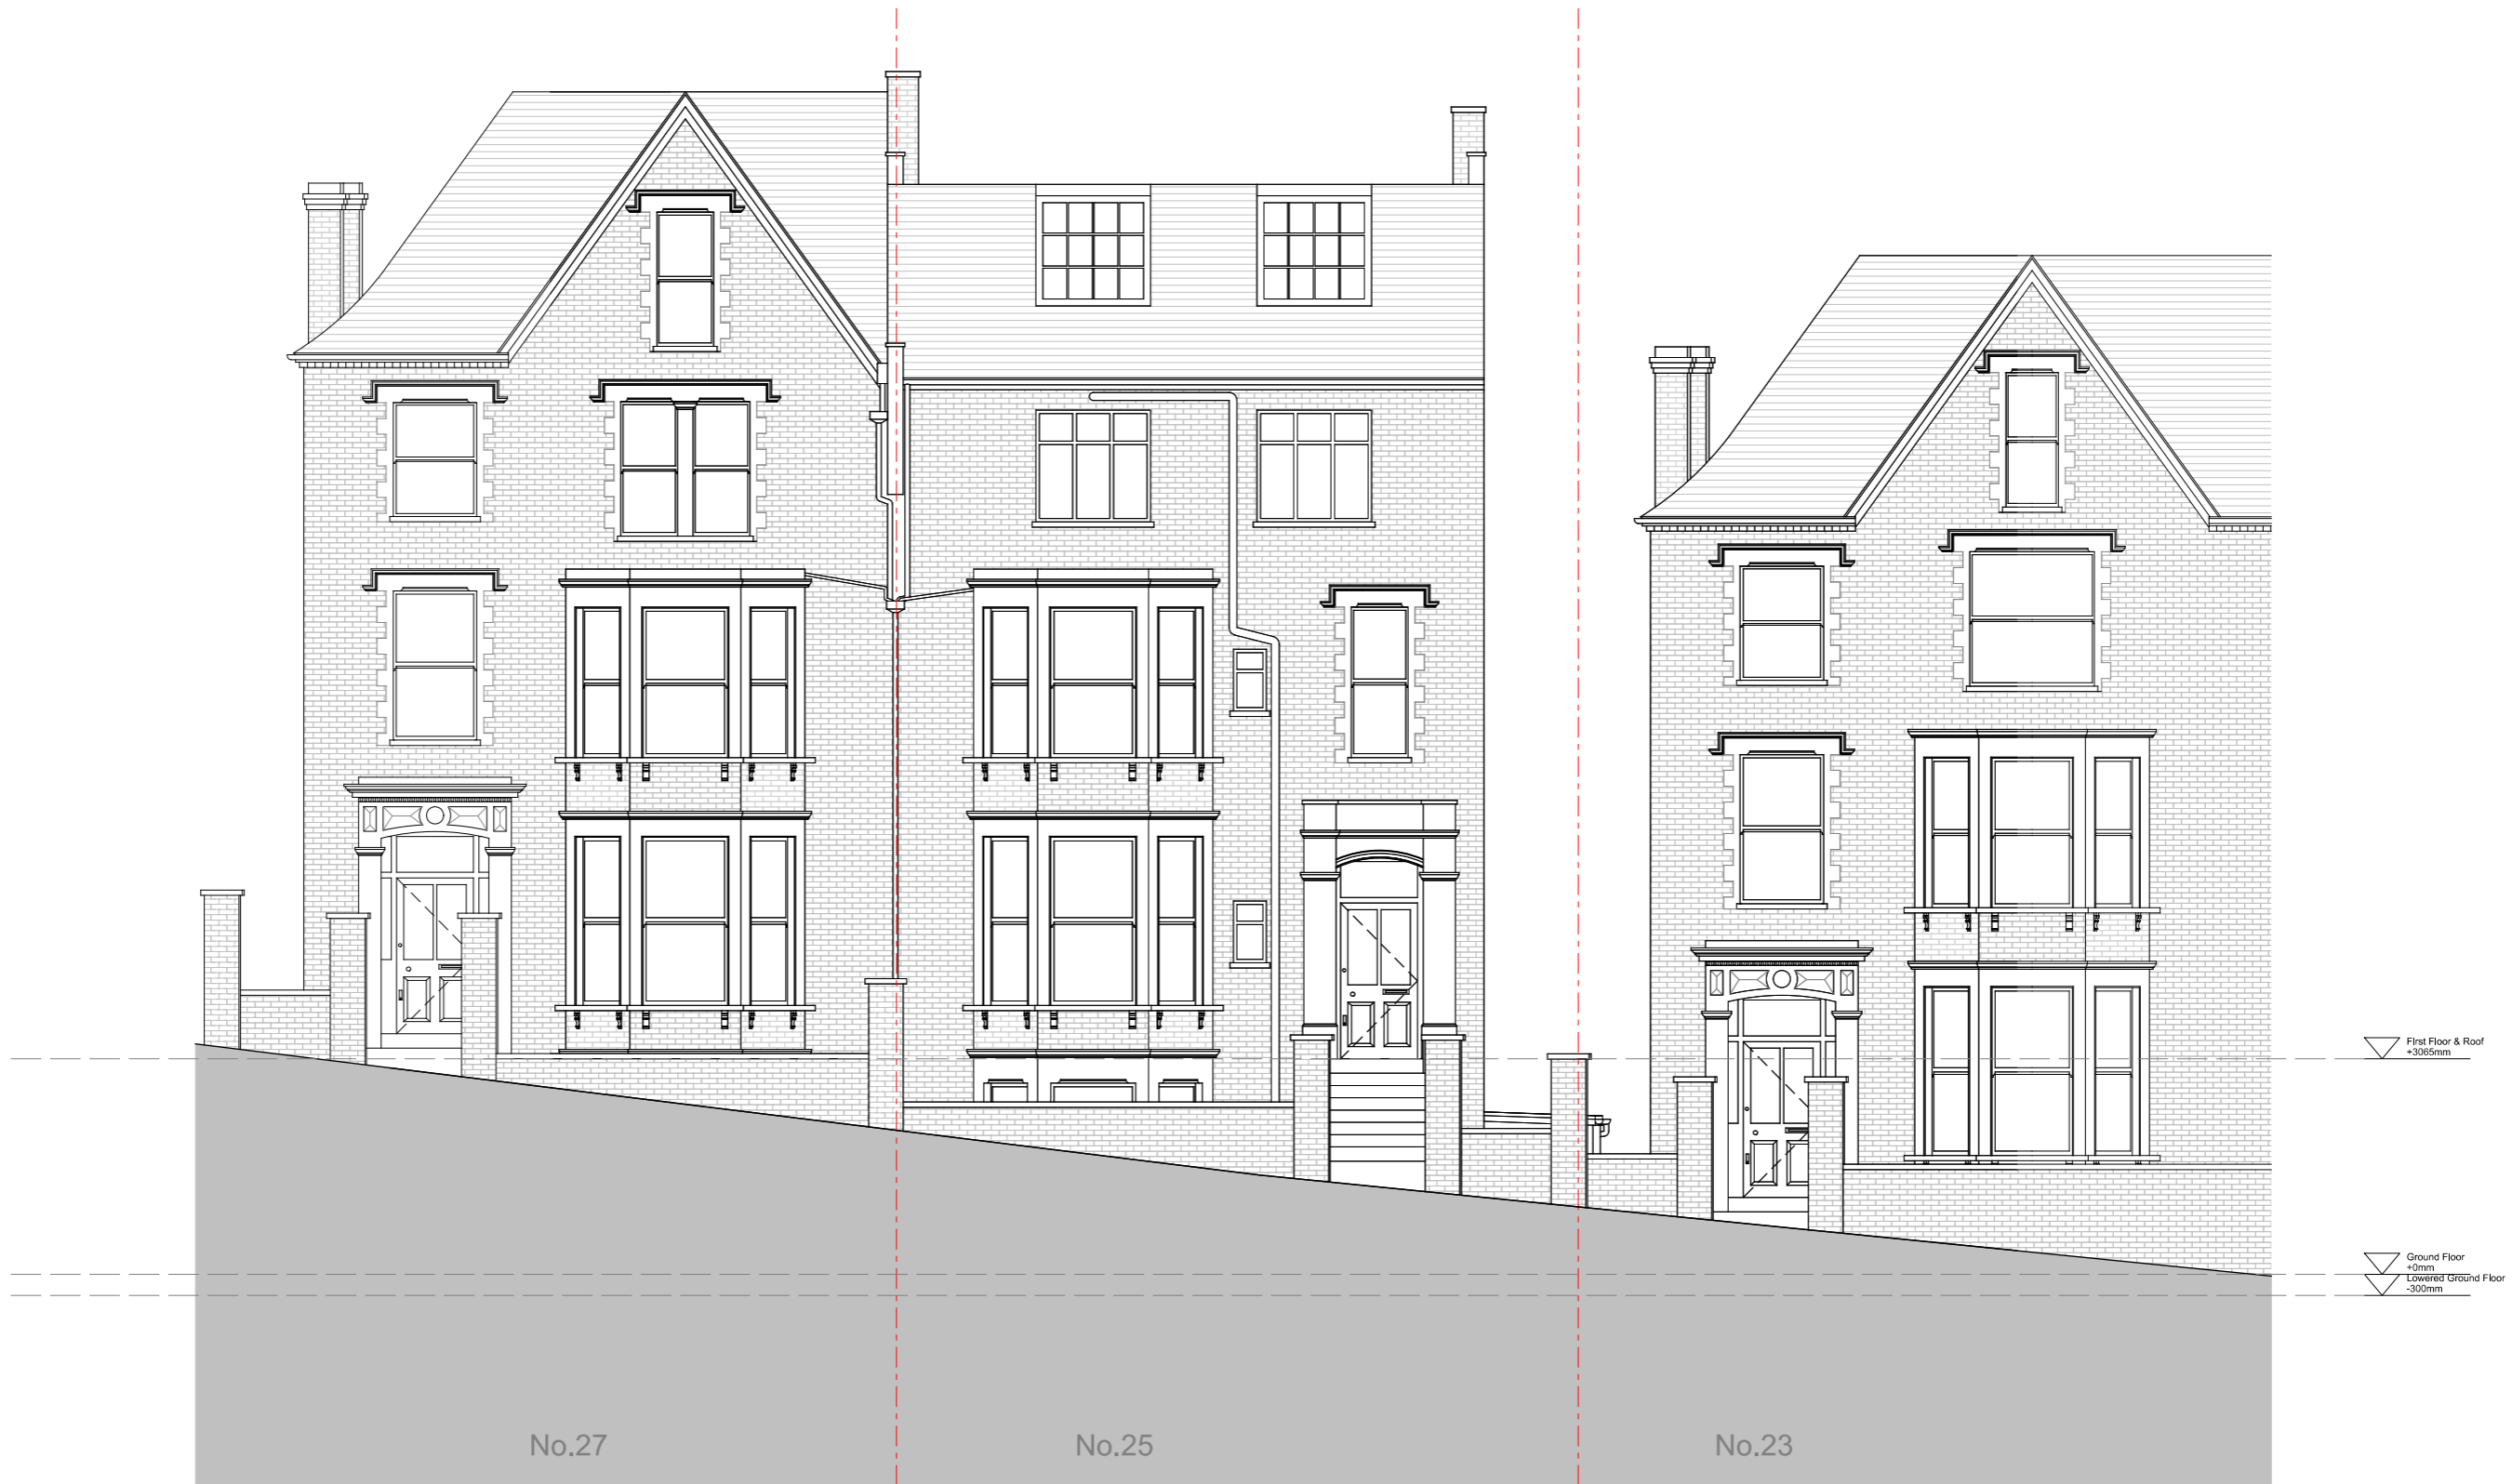 First Floor & Roof
+3065mm
Ground Floor
+0mm
Lowered Ground Floor
-300mm
No.27
No.25
No.23